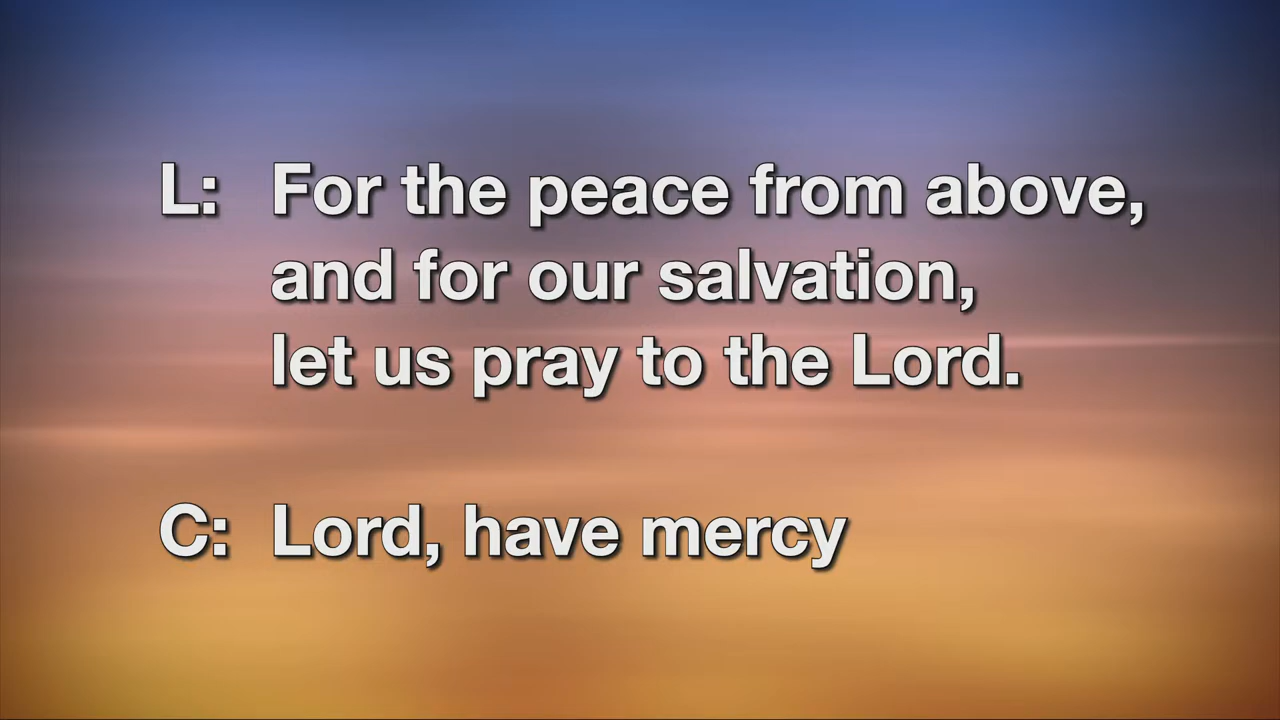 L: For the peace from above,
and for our salvation,
let us pray to the Lord.
C: Lord, have mercy